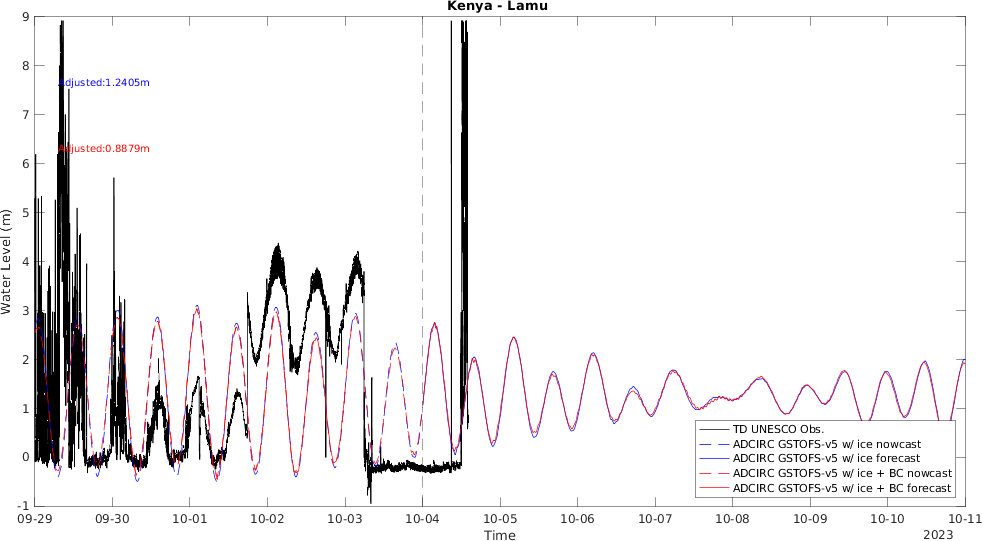 Kenya - Lamu
9
8
7
6
5
4
3
2
1
0
-1
Water Level (m)
Adjusted:1.2405m
Adjusted:0.8879m
TD UNESCO Obs.
ADCIRC GSTOFS-v5 w/ ice nowcast
ADCIRC GSTOFS-v5 w/ ice forecast
ADCIRC GSTOFS-v5 w/ ice + BC nowcast
ADCIRC GSTOFS-v5 w/ ice + BC forecast
09-29 09-30 10-01 10-02 10-03 10-04 10-05 10-06 10-07 10-08 10-09 10-10 10-11
Time
2023